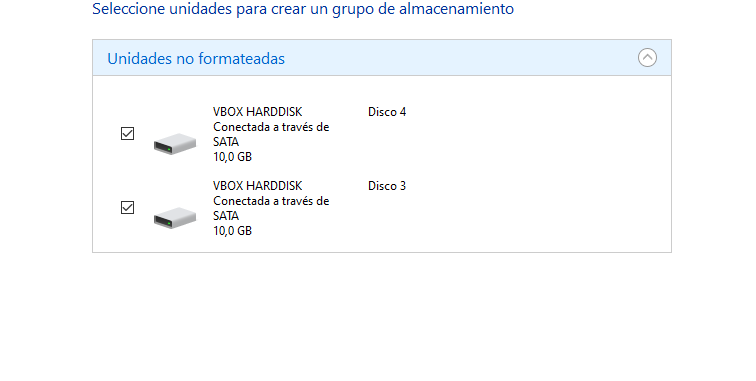 Seleccione unidades para crear un grupo de almacenamiento
Unidades no formateadas
VBOX HARDDISK Disco 4
Conectada a través de
SATA
10,0 GB
VBOX HARDDISK Disco 3
Conectada a través de
SATA
10,0 GB